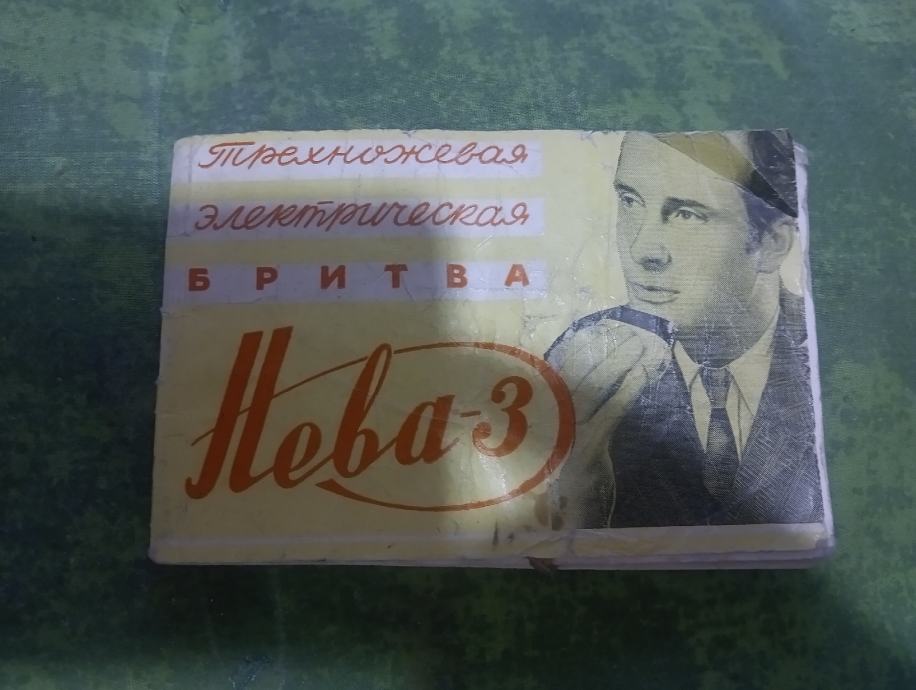 трехножевая
электрическая
БРИТВА
Нева-3